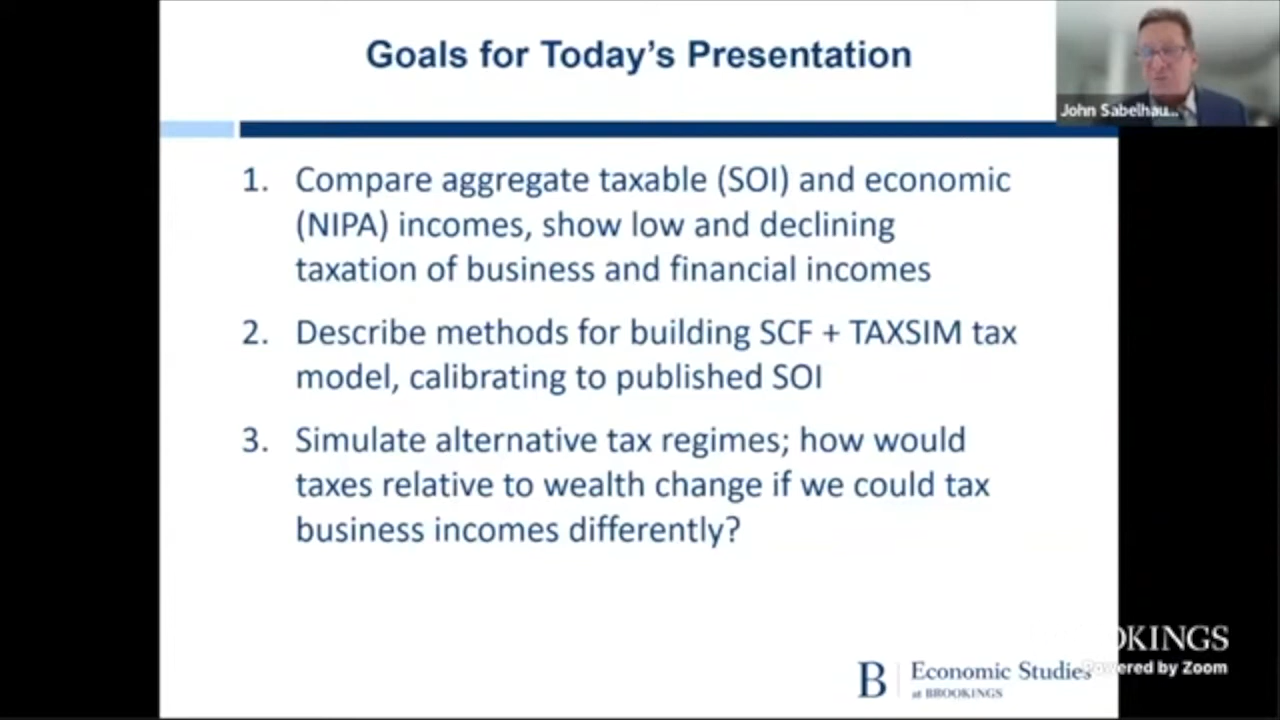 Goals for Today's Presentation
John Sabelhau...
1. Compare aggregate taxable (SOI) and economic
(NIPA) incomes, show low and declining
taxation of business and financial incomes
2. Describe methods for building SCF + TAXSIM tax
model, calibrating to published SOI
3. Simulate alternative tax regimes; how would
taxes relative to wealth change if we could tax
business incomes differently?
B
Economic Studies
at BROOKINGS
OKINGS
Powered by Zoom